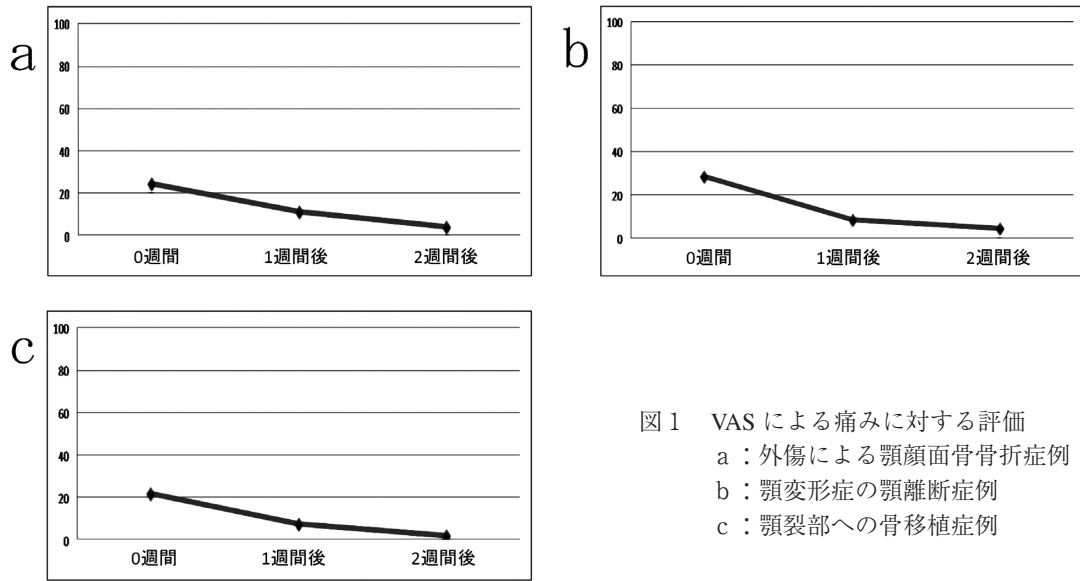 a
100
80
60
40
20
0
0週間 1週間後 2週間後
b
100
80
60
40
20
0
0週間 1週間後 2週間後
c
100
80
60
40
20
0
0週間 1週間後 2週間後
図1 VAS による痛みに対する評価
a：外傷による顎顔面骨骨折症例
b：顎変形症の顎離断症例
c：顎裂部への骨移植症例